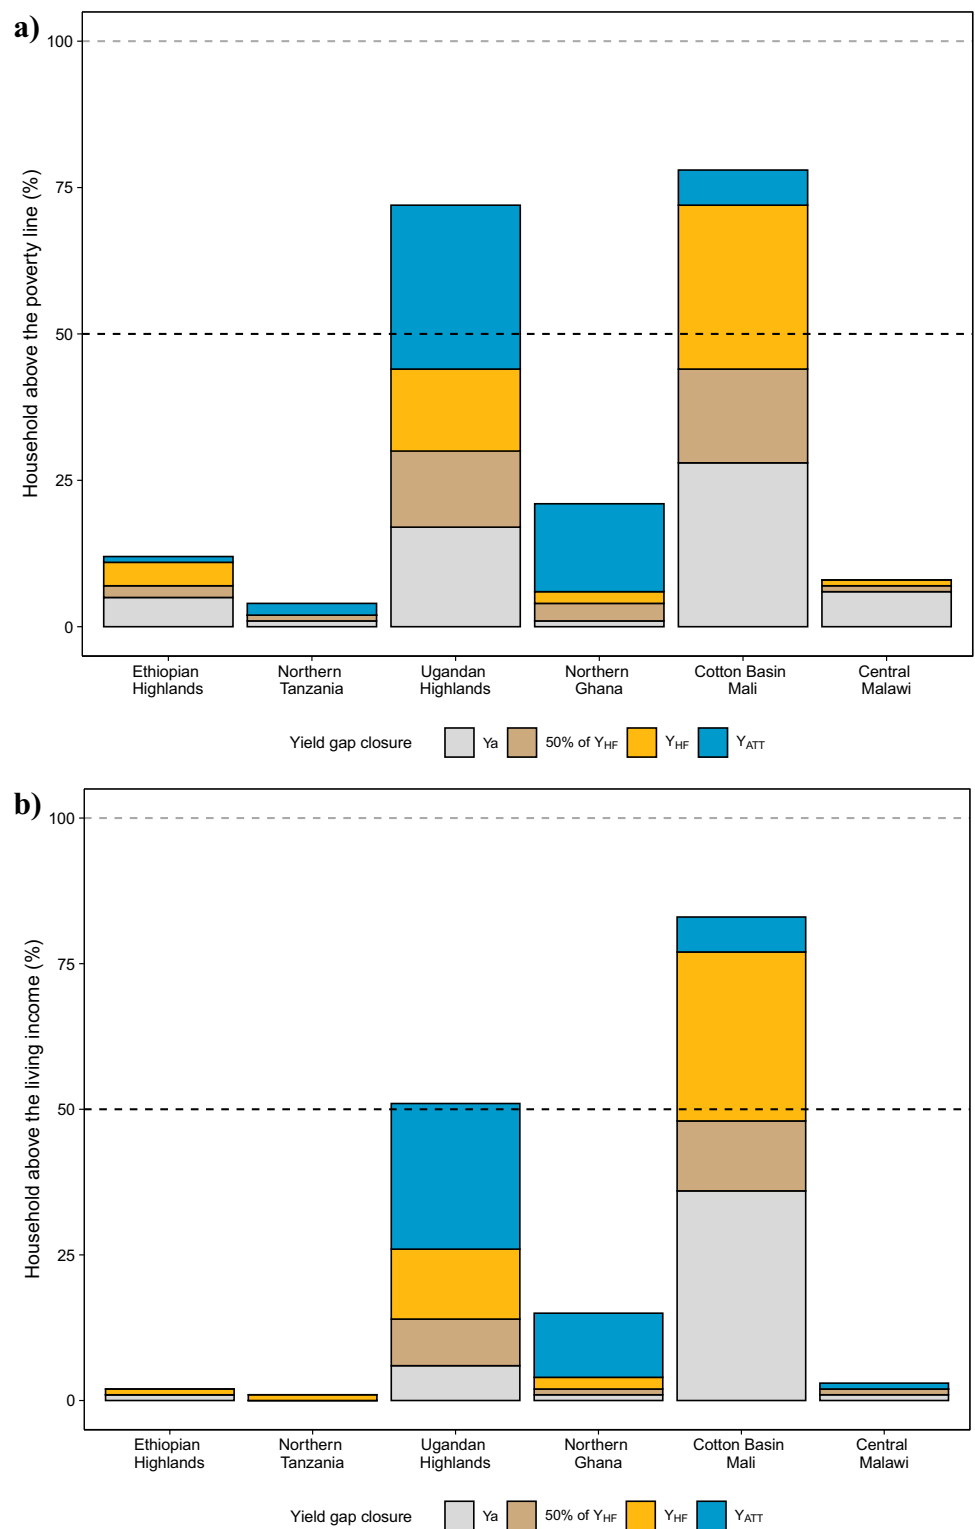 a)
Household above the poverty line (%)
100
75
50
25
0
Ethiopian Highlands
Northern Tanzania
Ugandan Highlands
Northern Ghana
Cotton Basin Mali
Central Malawi
Yield gap closure Ya 50% of YHF YHF YATT
b)
Household above the living income (%)
100
75
50
25
0
Ethiopian Highlands
Northern Tanzania
Ugandan Highlands
Northern Ghana
Cotton Basin Mali
Central Malawi
Yield gap closure Ya 50% of YHF YHF YATT